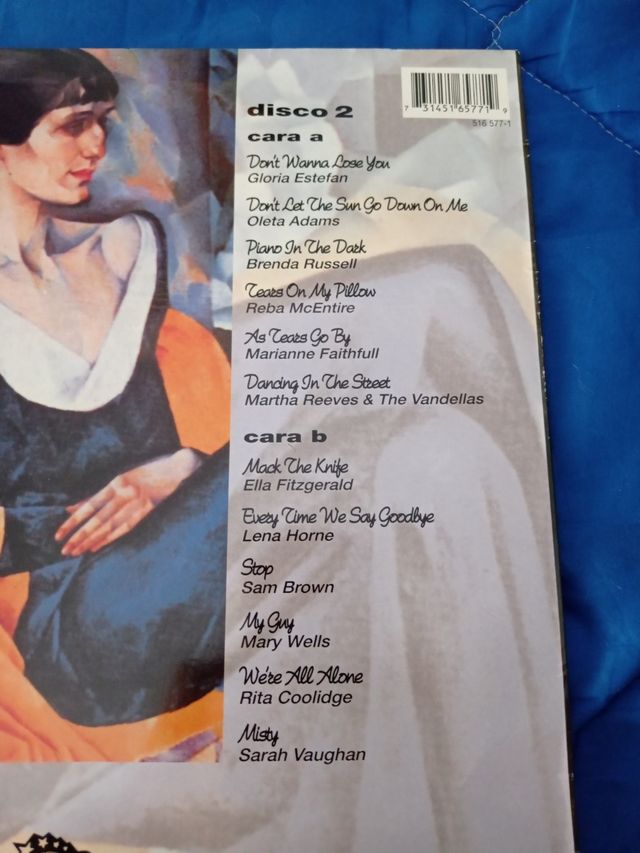 7 31451 65771 9
516 577-1
disco 2
cara a
Don't Wanna Lose You
Gloria Estefan
Don't Let The Sun Go Down On Me
Oleta Adams
Piano In The Dark
Brenda Russell
Tears On My Pillow
Reba McEntire
As Tears Go By
Marianne Faithfull
Dancing In The Street
Martha Reeves & The Vandellas
cara b
Mack The Knife
Ella Fitzgerald
Every Time We Say Goodbye
Lena Horne
Stop
Sam Brown
My Guy
Mary Wells
We're All Alone
Rita Coolidge
Misty
Sarah Vaughan